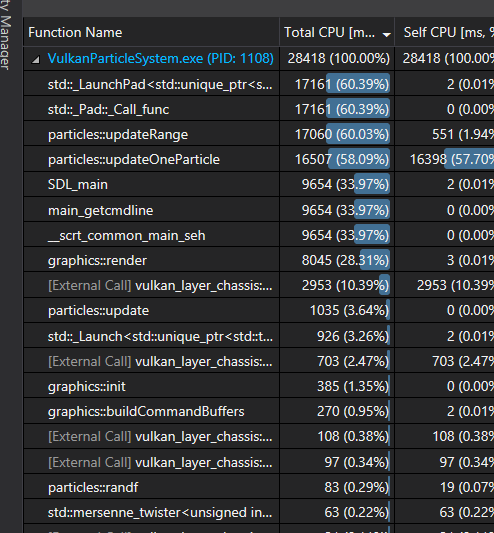 ty Manager
Function Name Total CPU [m... Self CPU [ms, %
VulkanParticleSystem.exe (PID: 1108) 28418 (100.00%) 28418 (100.00%
std::_LaunchPad<std::unique_ptr<s... 17161 (60.39%) 2 (0.01%
std::_Pad::_Call_func 17161 (60.39%) 0 (0.00%
particles::updateRange 17060 (60.03%) 551 (1.94%
particles::updateOneParticle 16507 (58.09%) 16398 (57.70%
SDL_main 9654 (33.97%) 2 (0.01%
main_getcmdline 9654 (33.97%) 0 (0.00%
__scrt_common_main_seh 9654 (33.97%) 0 (0.00%
graphics::render 8045 (28.31%) 3 (0.01%
[External Call] vulkan_layer_chassis:... 2953 (10.39%) 2953 (10.39%
particles::update 1035 (3.64%) 0 (0.00%
std::_Launch<std::unique_ptr<std::t... 926 (3.26%) 2 (0.01%
[External Call] vulkan_layer_chassis:... 703 (2.47%) 703 (2.47%
graphics::init 385 (1.35%) 0 (0.00%
graphics::buildCommandBuffers 270 (0.95%) 2 (0.01%
[External Call] vulkan_layer_chassis:... 108 (0.38%) 108 (0.38%
[External Call] vulkan_layer_chassis:... 97 (0.34%) 97 (0.34%
particles::randf 83 (0.29%) 19 (0.07%
std::mersenne_twister<unsigned in... 63 (0.22%) 63 (0.22%